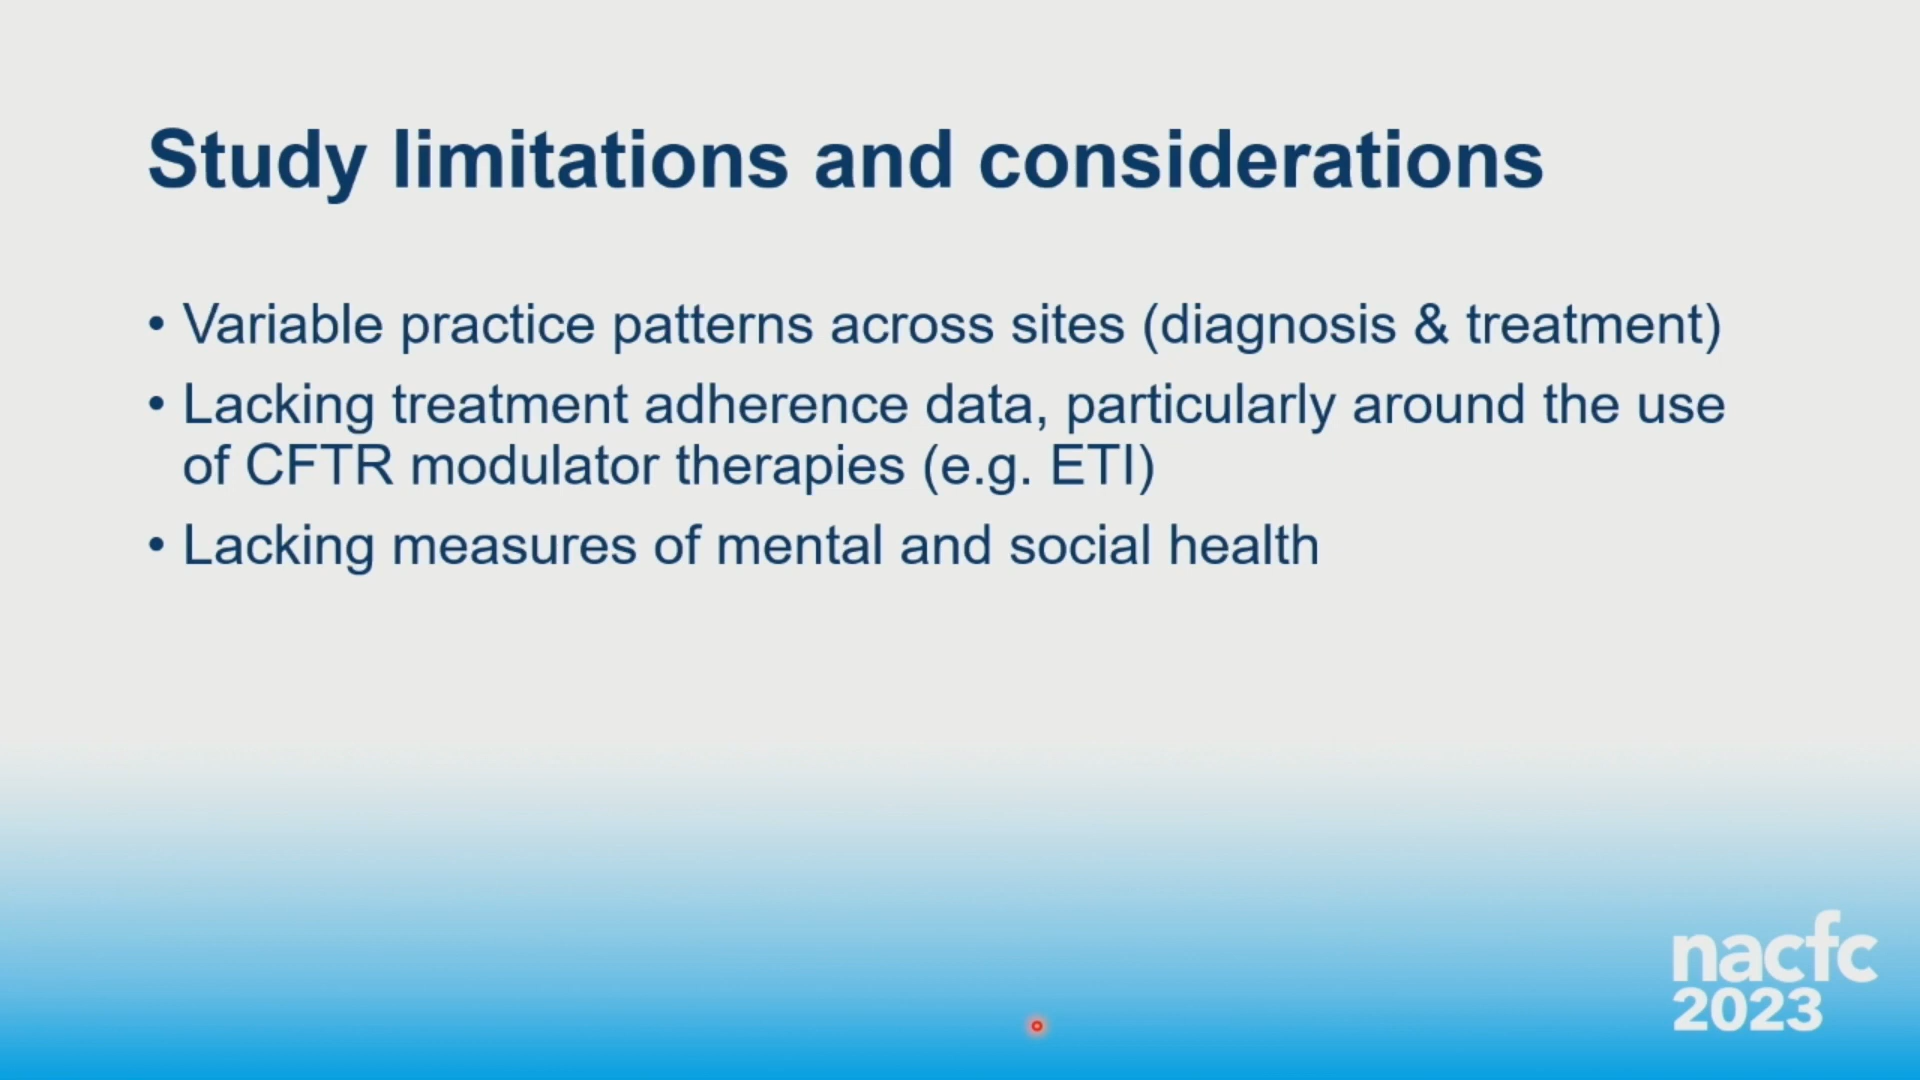 Study limitations and considerations
• Variable practice patterns across sites (diagnosis & treatment)
• Lacking treatment adherence data, particularly around the use
of CFTR modulator therapies (e.g. ETI)
• Lacking measures of mental and social health
nacfc
2023